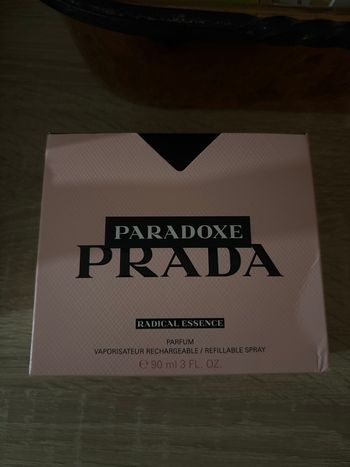 PARADOXE
PRADA
RADICAL ESSENCE
PARFUM
VAPORISATEUR RECHARGEABLE / REFILLABLE SPRAY
℮ 90 ml 3 FL. OZ.